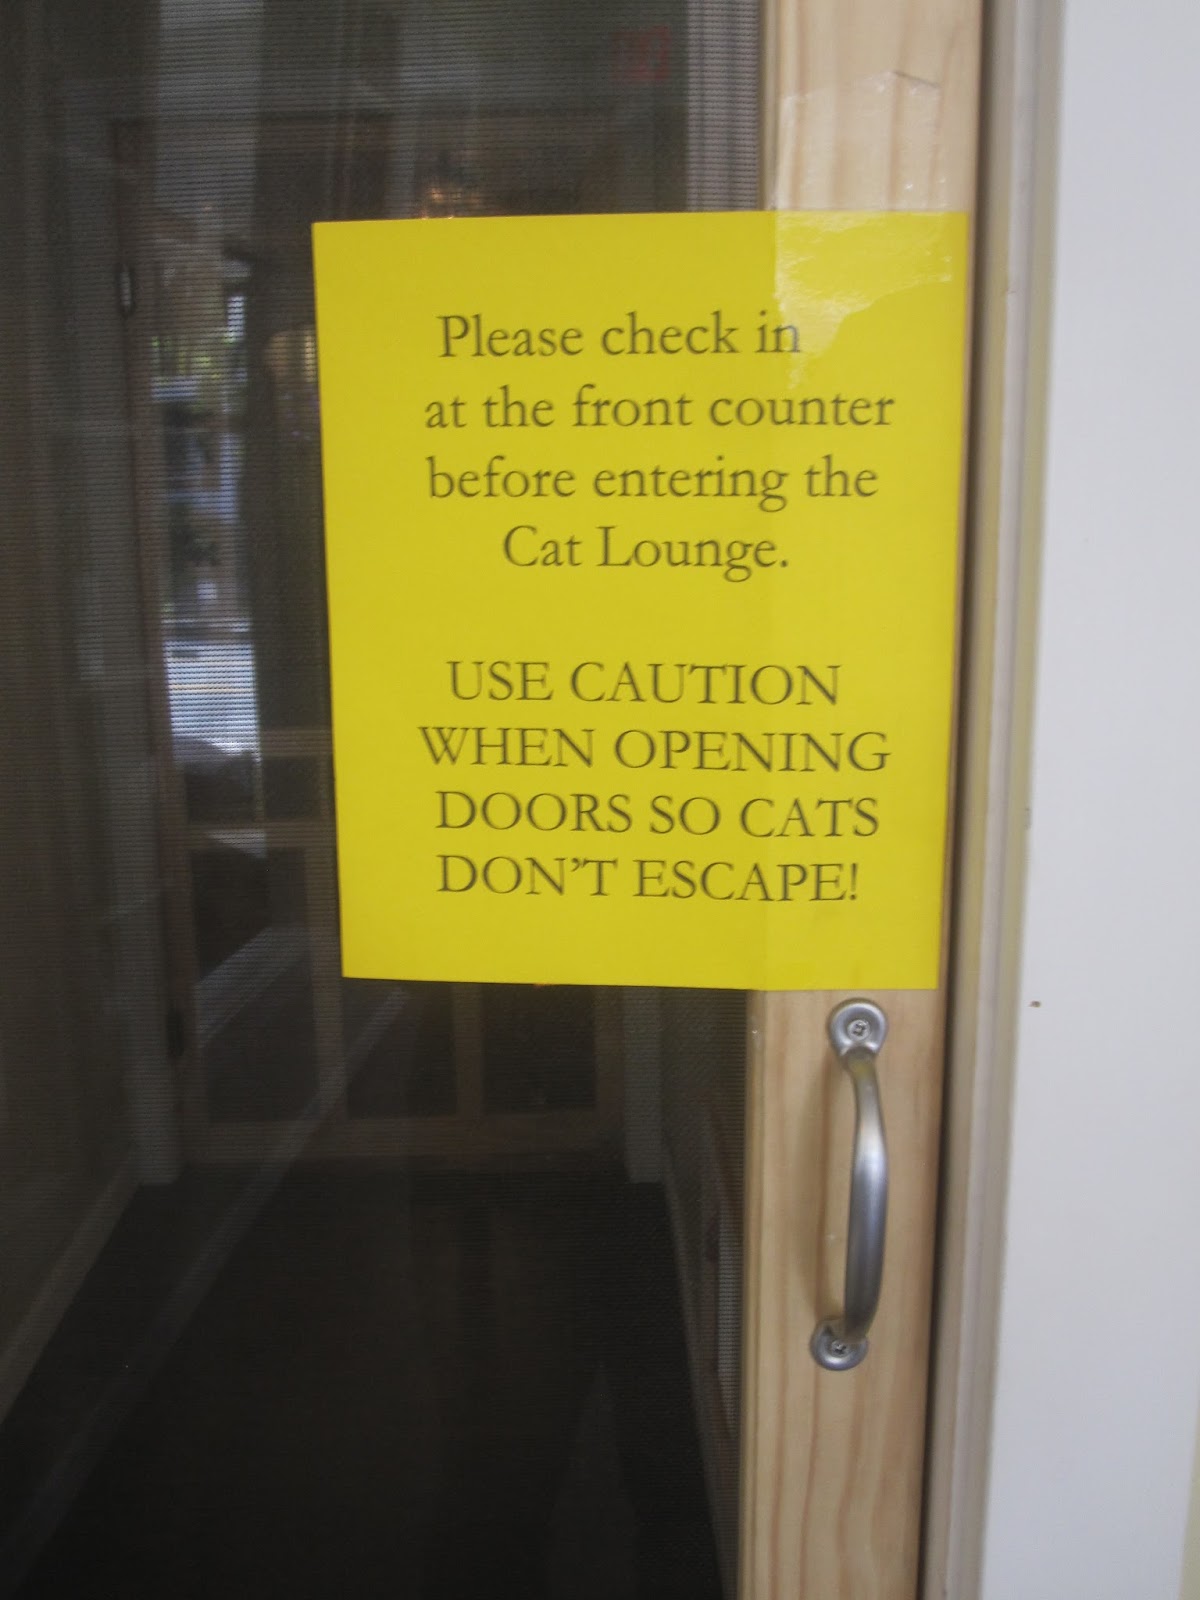 Please check in
at the front counter
before entering the
Cat Lounge.
USE CAUTION
WHEN OPENING
DOORS SO CATS
DON'T ESCAPE!